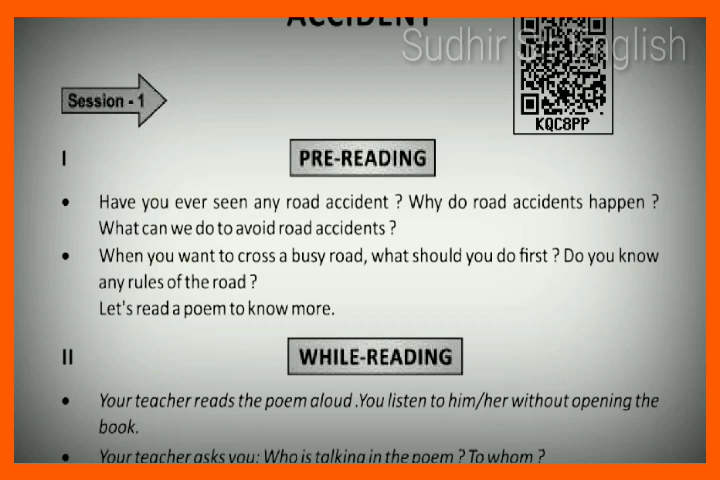 ACCIDENT
Sudhir Sir English
KQC8PP
Session - 1
I
PRE-READING
• Have you ever seen any road accident ? Why do road accidents happen ?
What can we do to avoid road accidents ?
• When you want to cross a busy road, what should you do first ? Do you know
any rules of the road ?
Let's read a poem to know more.
II
WHILE-READING
• Your teacher reads the poem aloud .You listen to him/her without opening the
book.
• Your teacher asks you: Who is talking in the poem ? To whom ?